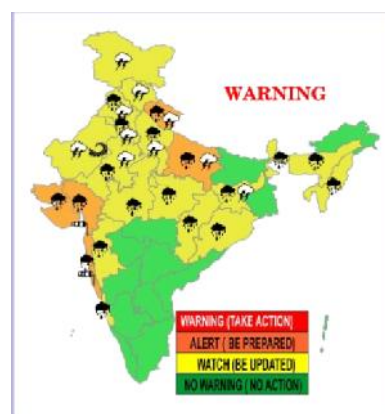 WARNING
WARNING (TAKE ACTION)
ALERT ( BE PREPARED)
WATCH (BE UPDATED)
NO WARNING ( NO ACTION)